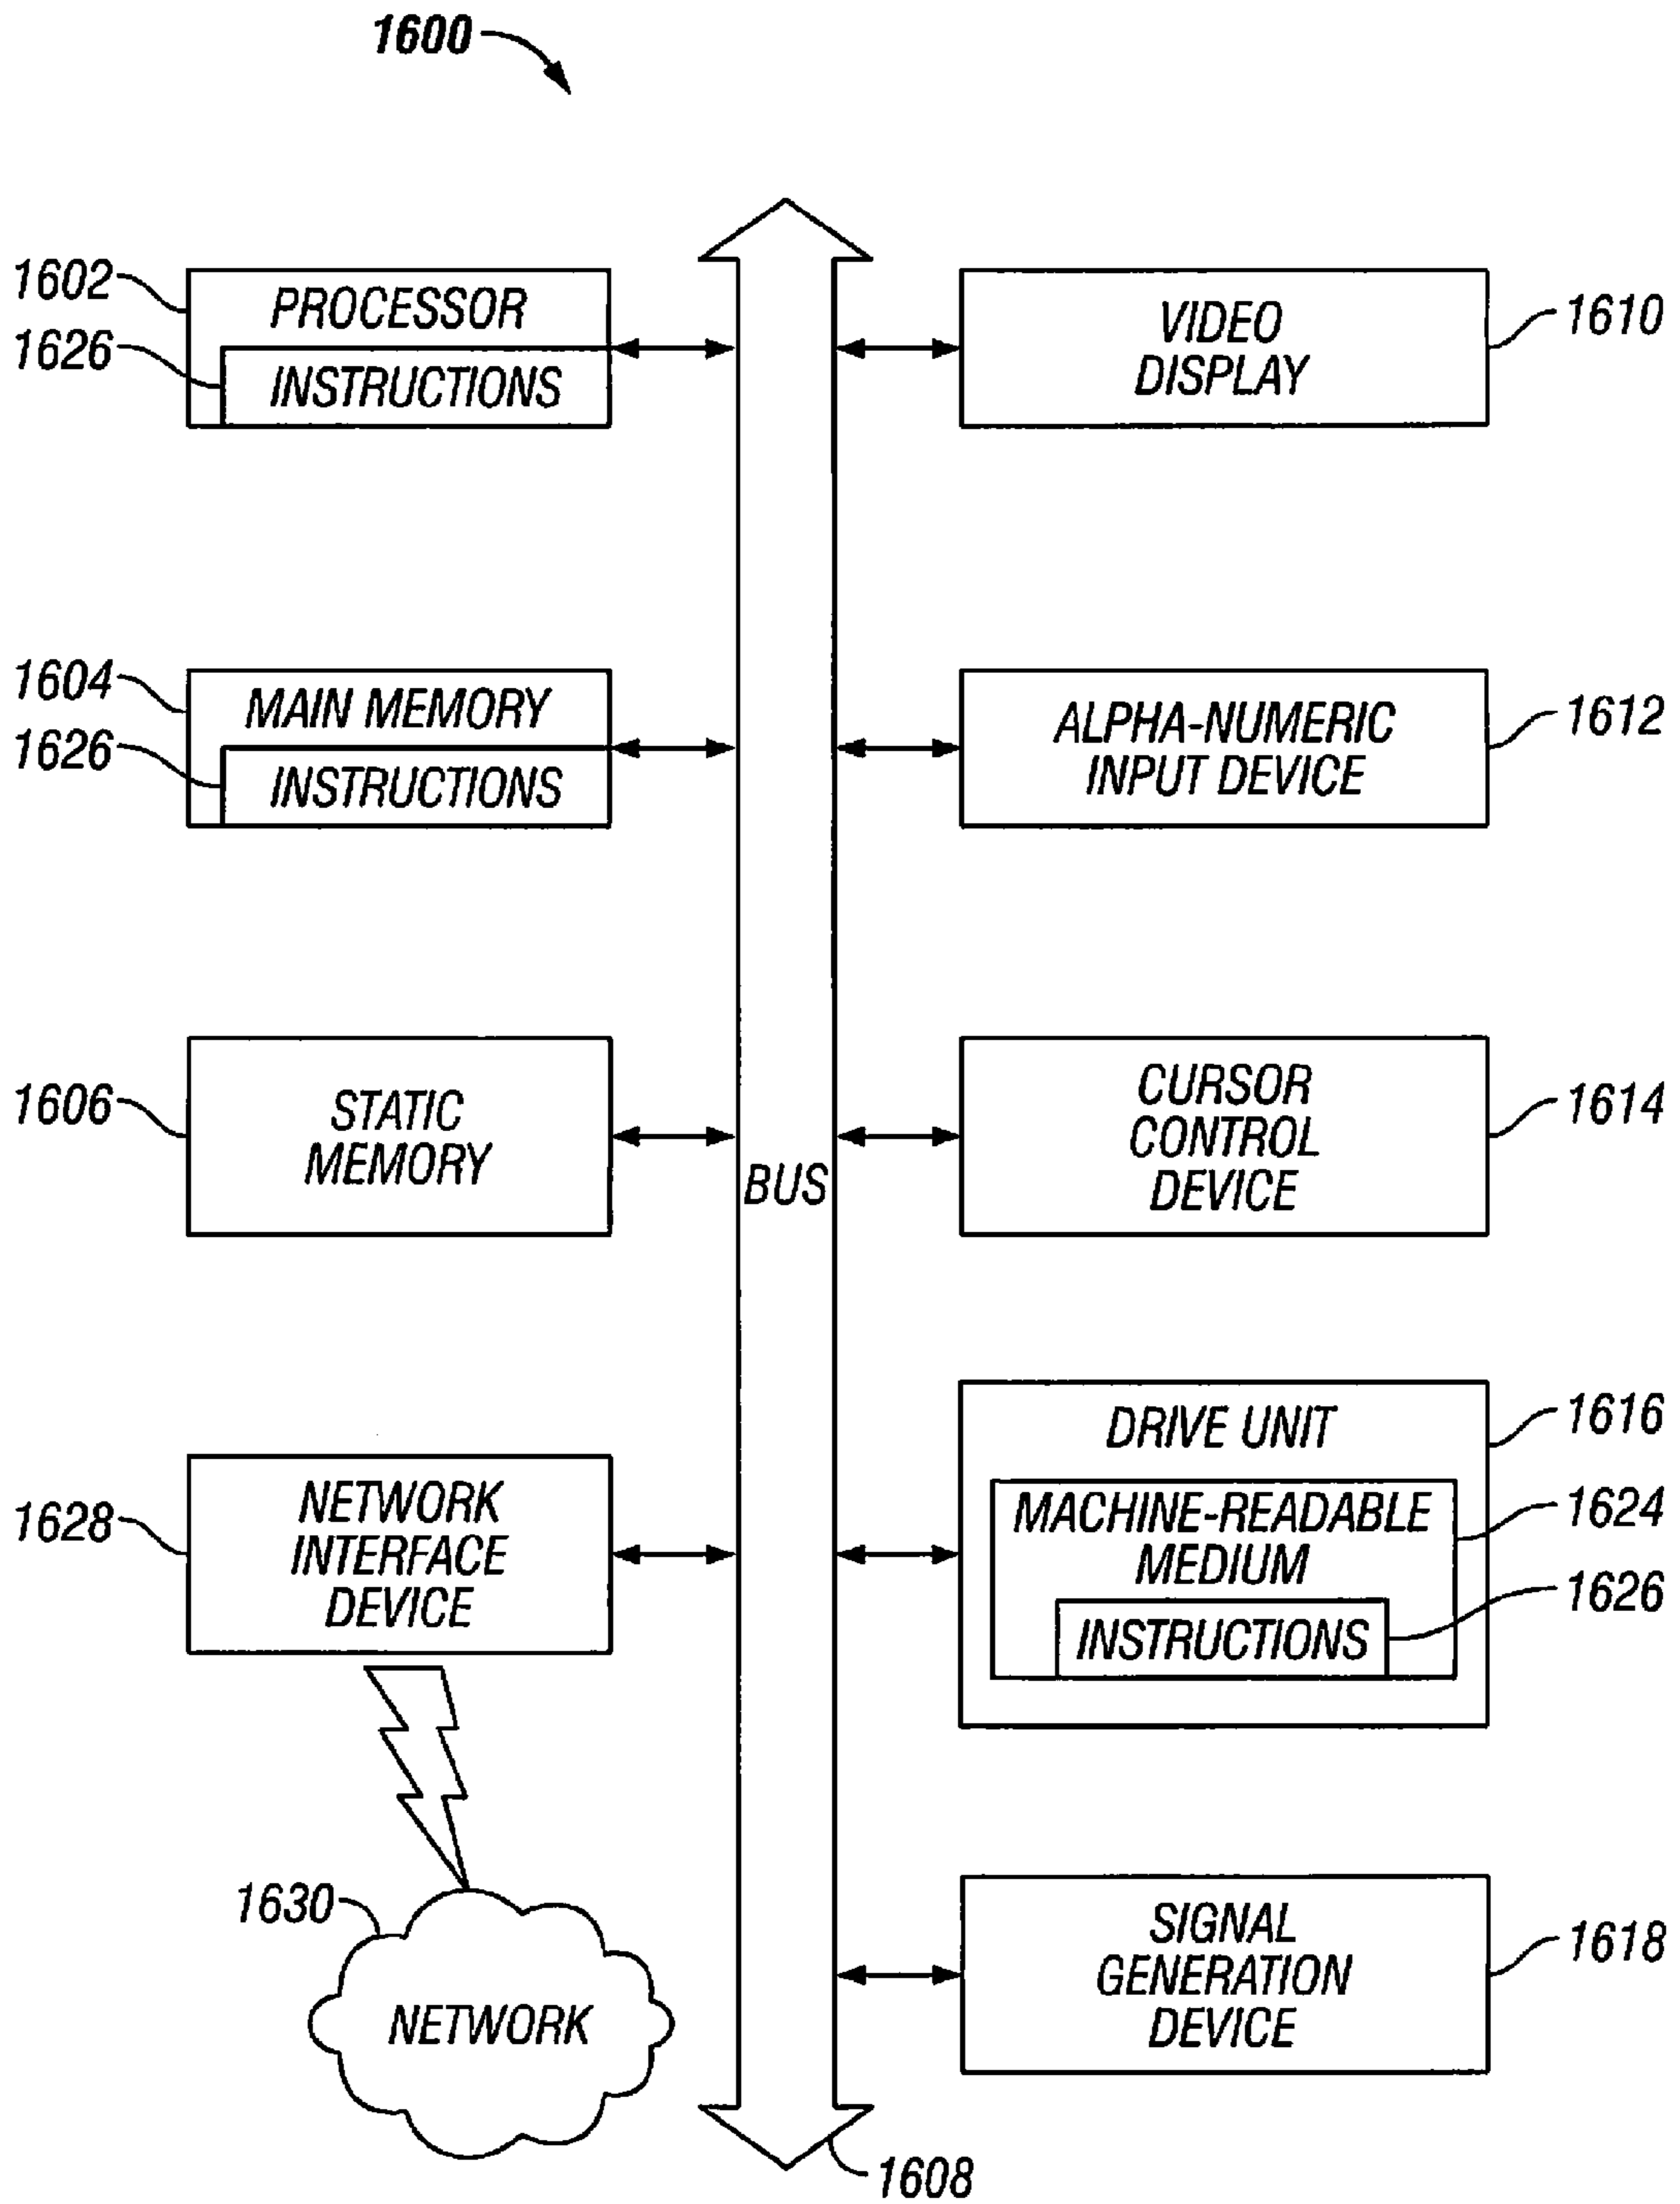 1600
1602
PROCESSOR
1626
INSTRUCTIONS
VIDEO
DISPLAY
1610
1604
MAIN MEMORY
1626
INSTRUCTIONS
ALPHA-NUMERIC
INPUT DEVICE
1612
1606
STATIC
MEMORY
BUS
CURSOR
CONTROL
DEVICE
1614
1628
NETWORK
INTERFACE
DEVICE
DRIVE UNIT
1616
MACHINE-READABLE
MEDIUM
1624
INSTRUCTIONS
1626
1630
NETWORK
SIGNAL
GENERATION
DEVICE
1618
1608